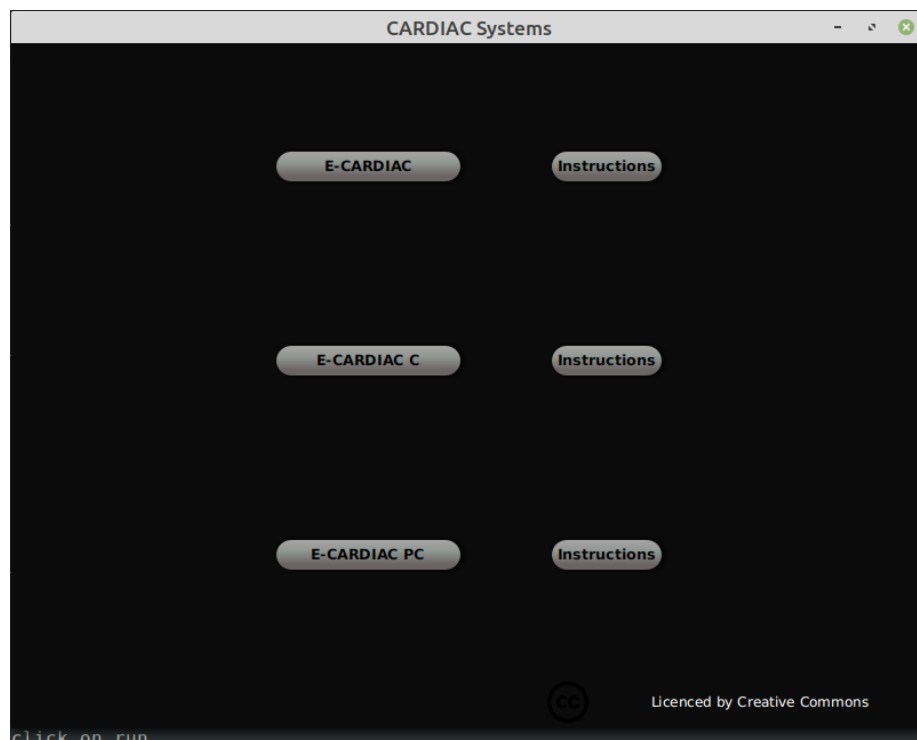 CARDIAC Systems
E-CARDIAC Instructions
E-CARDIAC C Instructions
E-CARDIAC PC Instructions
CC Licenced by Creative Commons
click on run